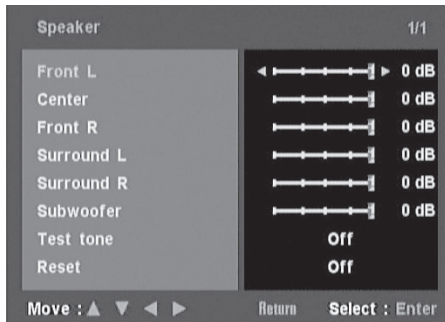 Speaker 1/1
Front L 0 dB
Center 0 dB
Front R 0 dB
Surround L 0 dB
Surround R 0 dB
Subwoofer 0 dB
Test tone Off
Reset Off
Move : ▲ ▼ ◀ ▶ Return Select : Enter